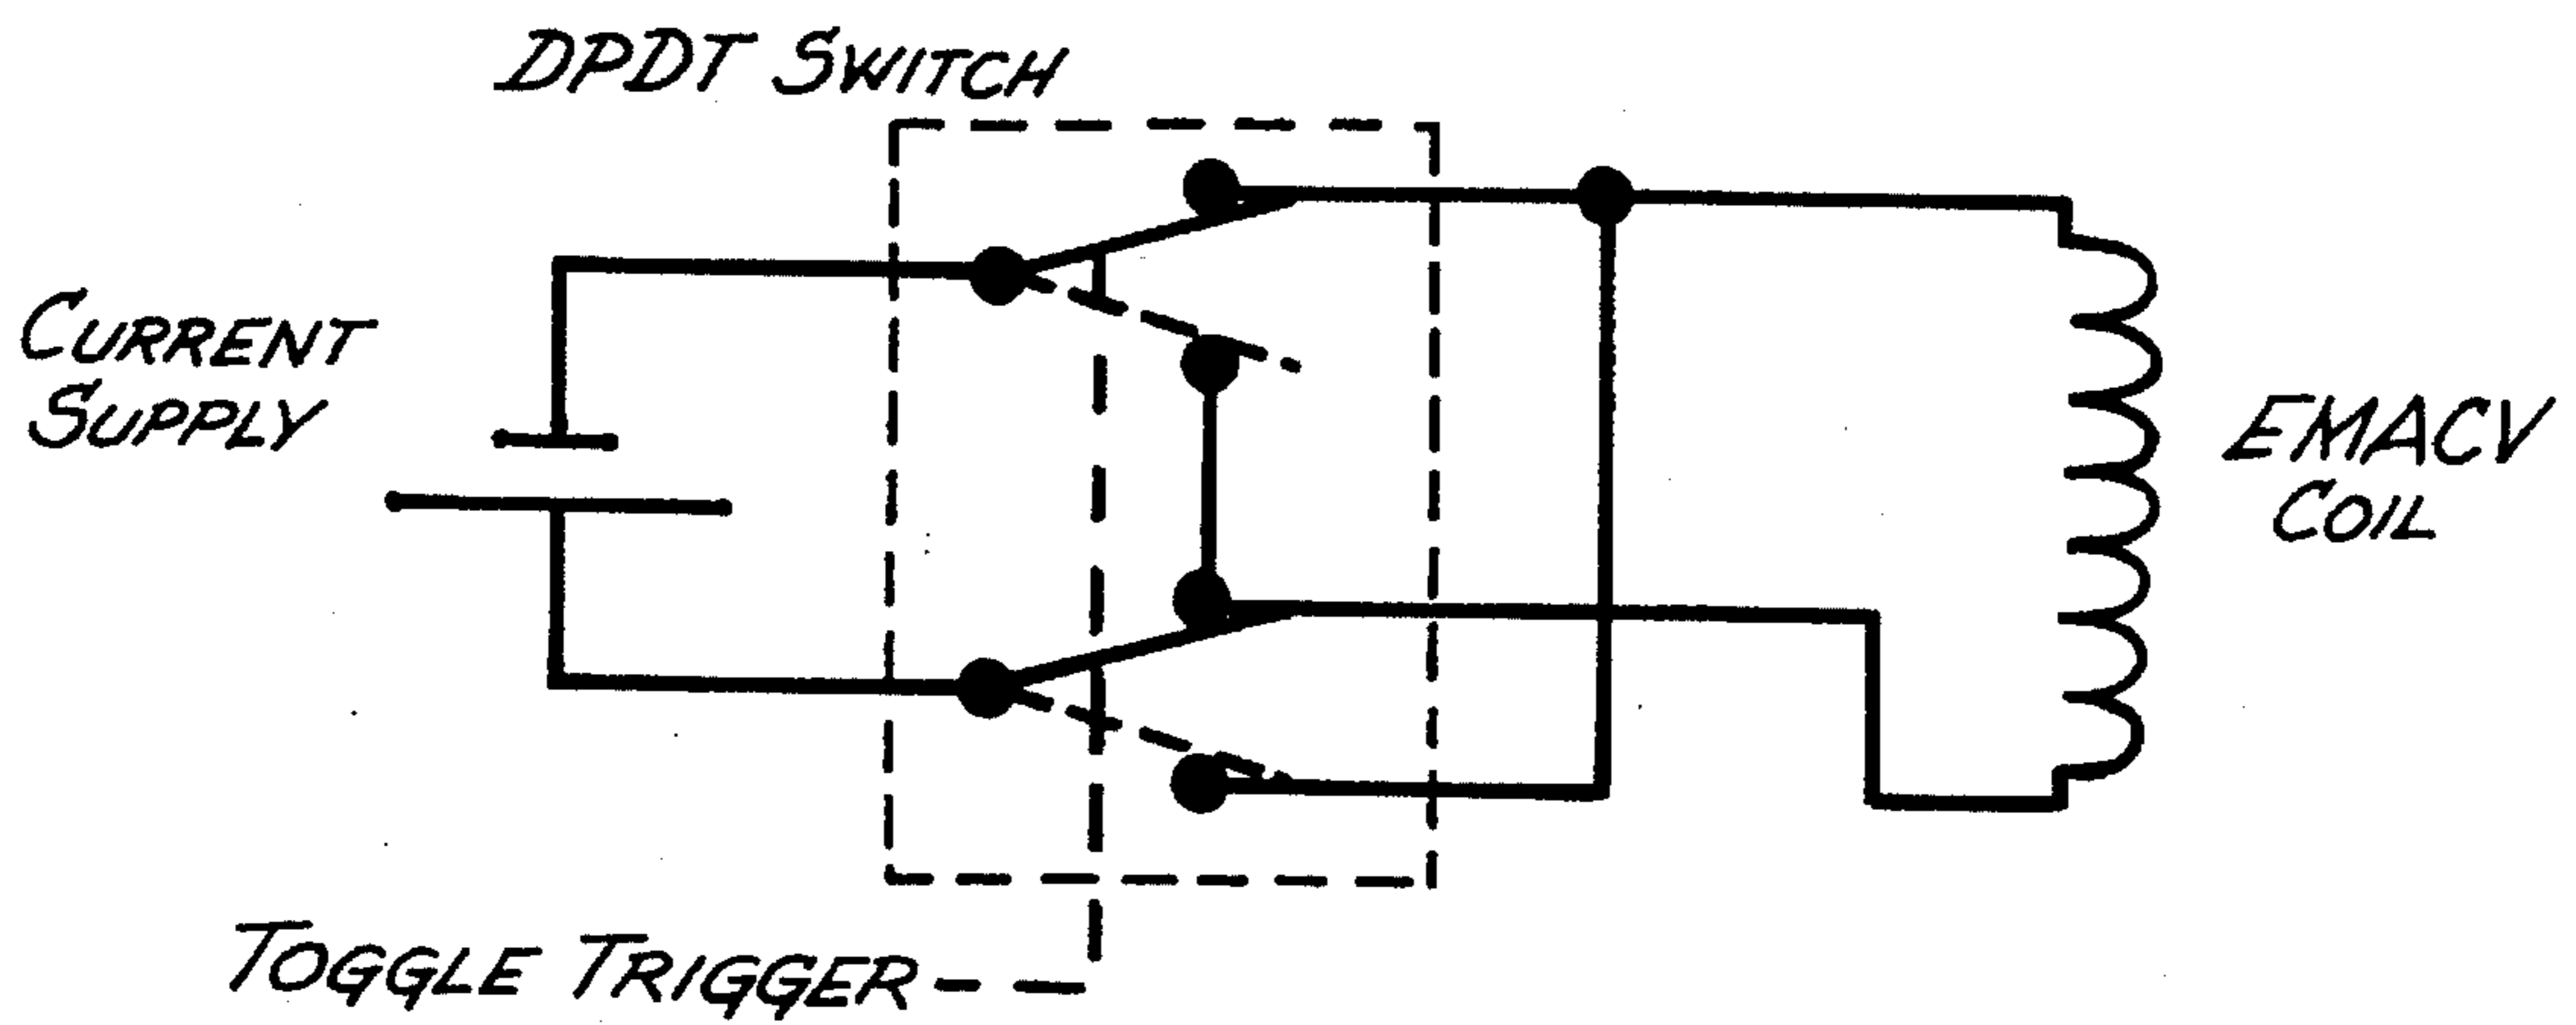 DPDT SWITCH
CURRENT
SUPPLY
EMACV
COIL
TOGGLE TRIGGER